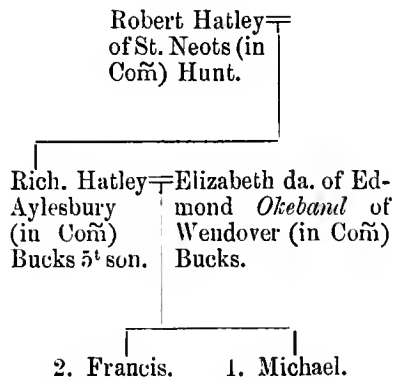 Robert Hatley
of St. Neots (in
Com̃) Hunt.
Rich. Hatley
Aylesbury
(in Com̃)
Bucks 5t son.
Elizabeth da. of Ed-
mond Okeband of
Wendover (in Com̃)
Bucks.
2. Francis.
1. Michael.